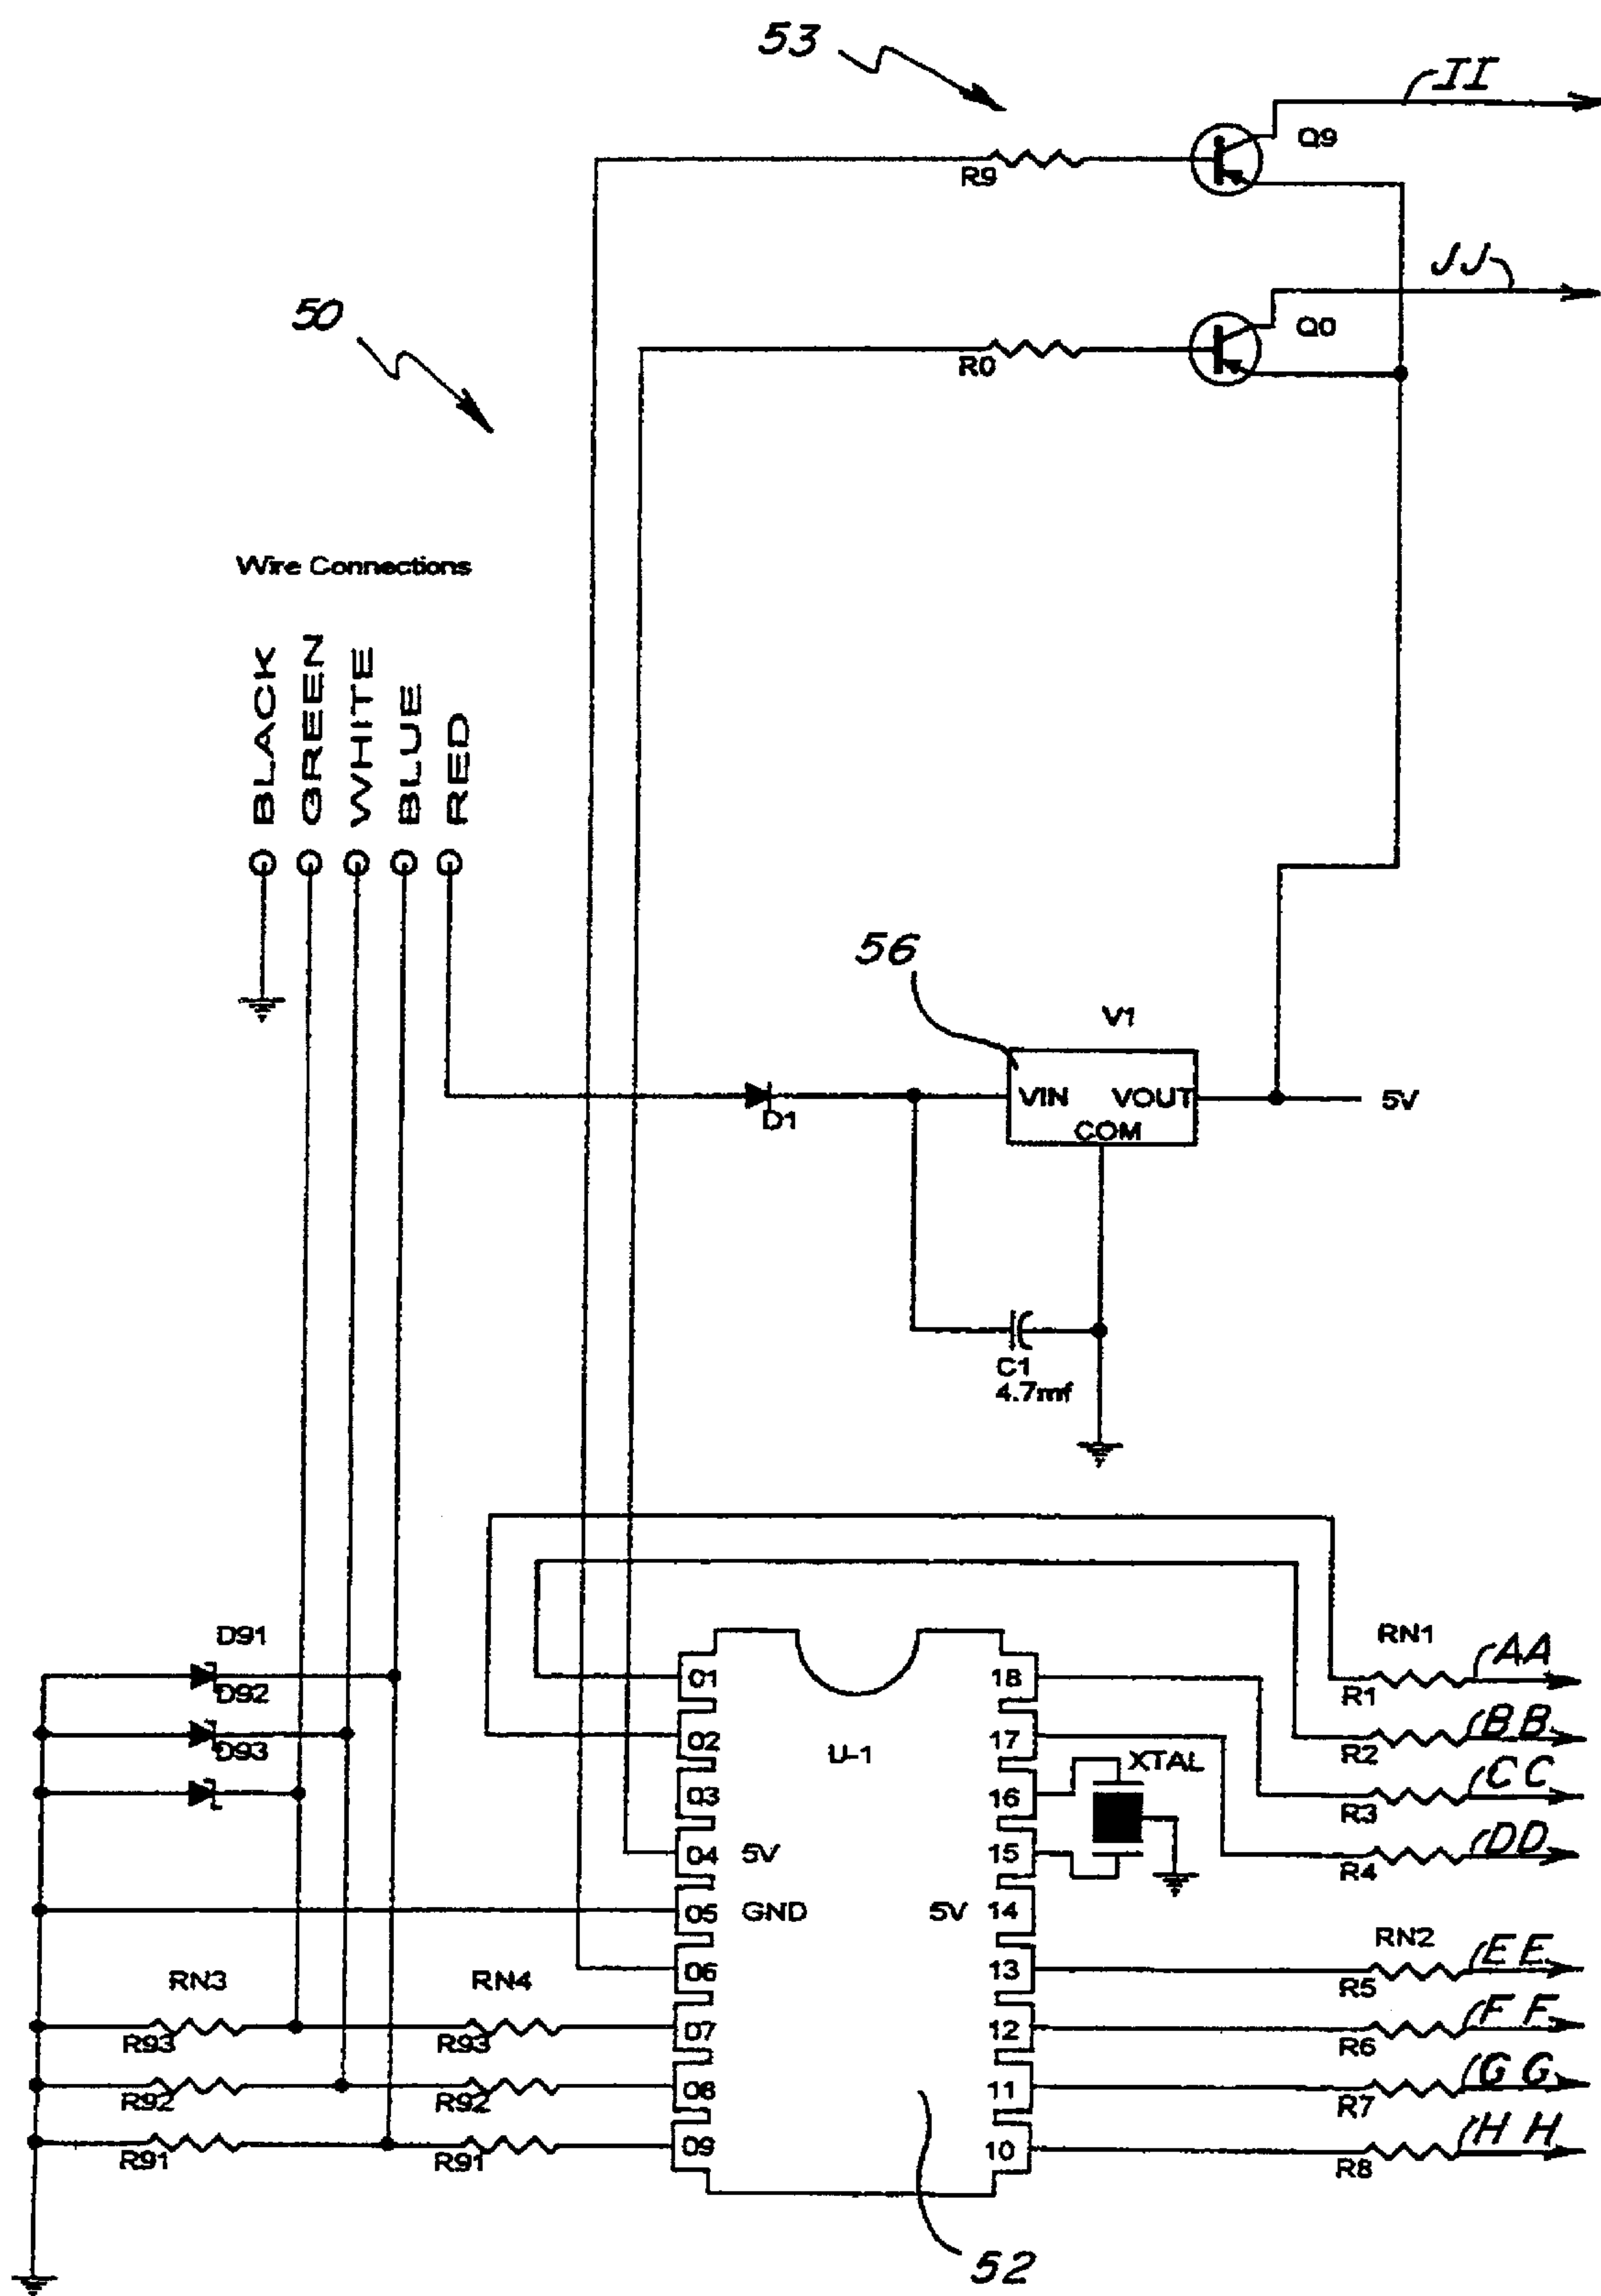 53
II
Q9
R9
JJ
50
Q0
R0
Wire Connections
BLACK
GREEN
WHITE
BLUE
RED
56
V1
VIN VOUT
COM
5V
D1
C1
4.7mf
D91
D92
D93
RN1
AA
R1
BB
R2
CC
R3
DD
R4
XTAL
U-1
01
02
03
04 5V
05 GND
06
07
08
09
18
17
16
15
5V 14
13
12
11
10
RN2
EE
R5
FF
R6
GG
R7
HH
R8
RN3
RN4
R93
R93
R92
R92
R91
R91
52